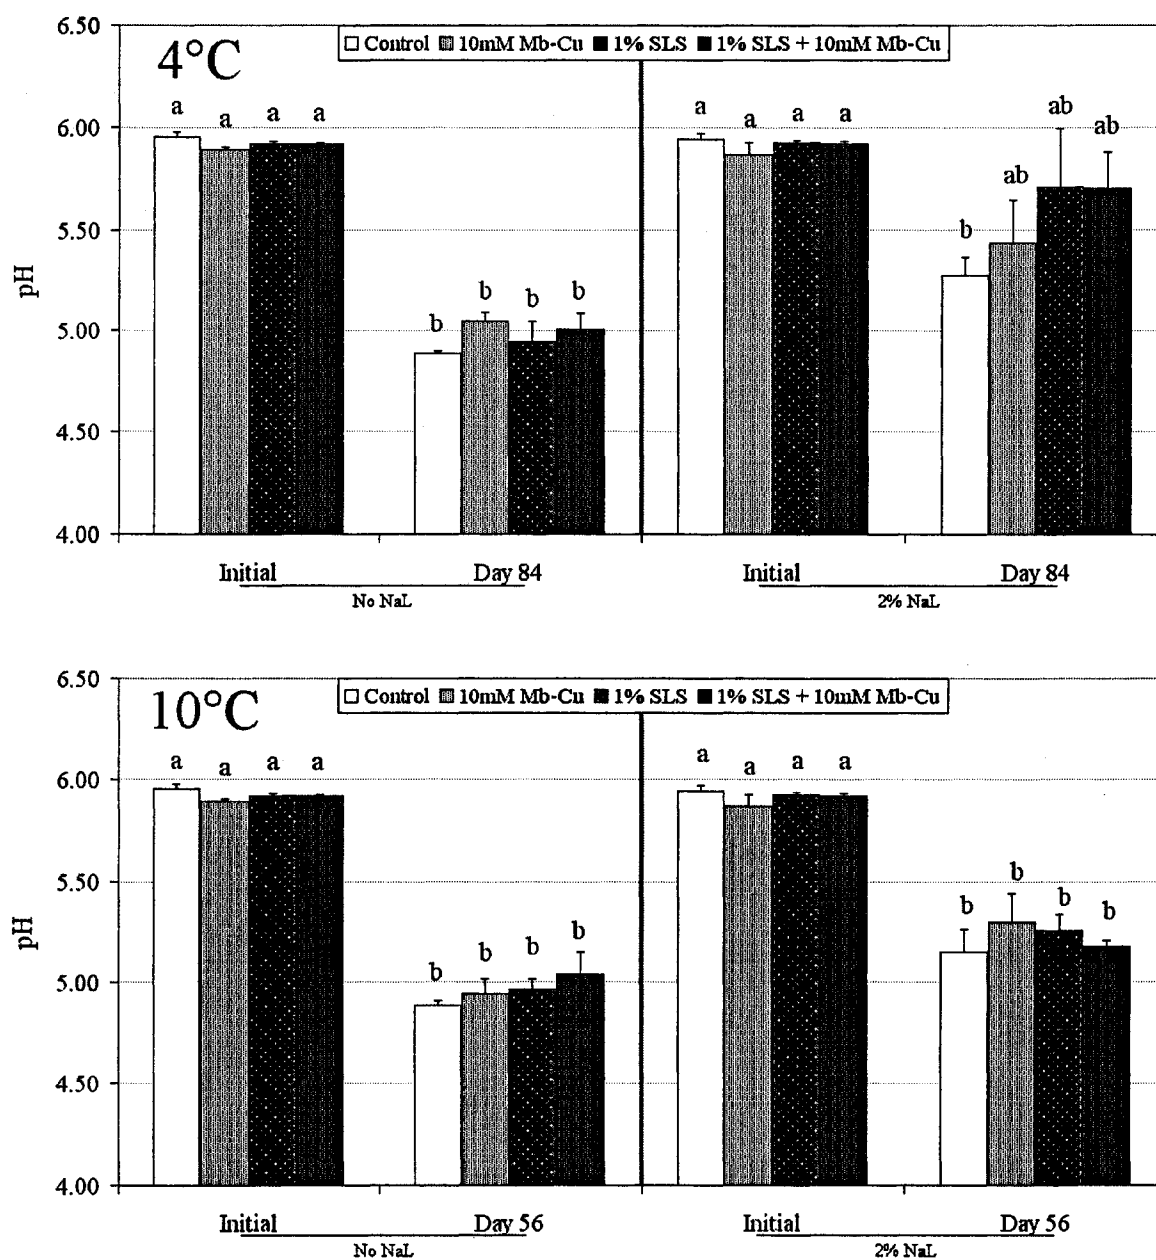 6.50
4°C
Control 10mM Mb-Cu 1% SLS 1% SLS + 10mM Mb-Cu
a a a a a a a a ab ab
6.00
ab
5.50
b
b b b b
pH
5.00
4.50
4.00
Initial Day 84 Initial Day 84
No NaL 2% NaL
6.50
10°C
Control 10mM Mb-Cu 1% SLS 1% SLS + 10mM Mb-Cu
a a a a a a a a
6.00
5.50
b b b b
b b b b
pH
5.00
4.50
4.00
Initial Day 56 Initial Day 56
No NaL 2% NaL